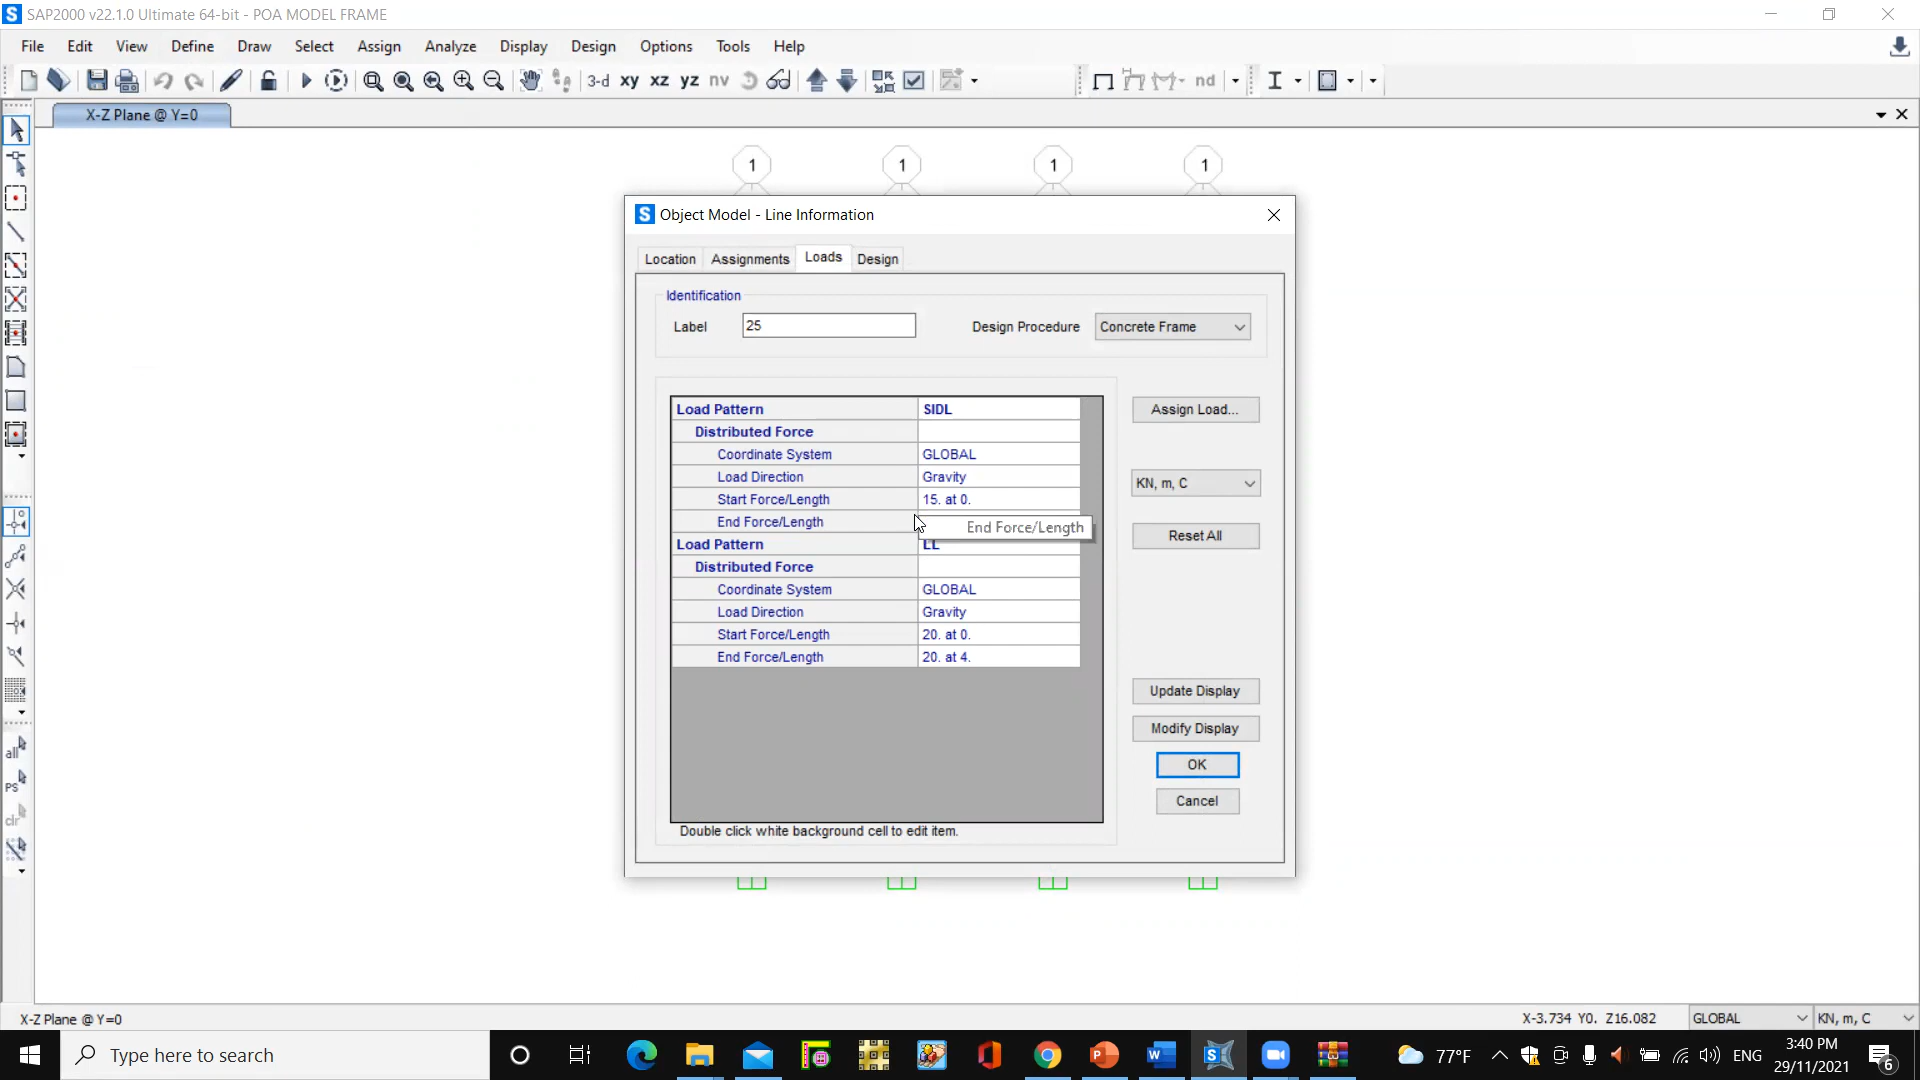 SAP2000 v22.1.0 Ultimate 64-bit - POA MODEL FRAME
File Edit View Define Draw Select Assign Analyze Display Design Options Tools Help
3-d xy xz yz nv nd
X-Z Plane @ Y=0
1 1 1 1
Object Model - Line Information
Location Assignments Loads Design
Identification
Label 25 Design Procedure Concrete Frame
Load Pattern SIDL
Assign Load...
Distributed Force
Coordinate System GLOBAL
Load Direction Gravity
KN, m, C
Start Force/Length 15. at 0.
End Force/Length
End Force/Length
Reset All
Load Pattern LL
Distributed Force
Coordinate System GLOBAL
Load Direction Gravity
Start Force/Length 20. at 0.
End Force/Length 20. at 4.
Update Display
Modify Display
OK
Cancel
Double click white background cell to edit item.
all
PS
clr
X-Z Plane @ Y=0
X-3.734 Y0. Z16.082
GLOBAL
KN, m, C
Type here to search
77°F
ENG
3:40 PM
29/11/2021
6